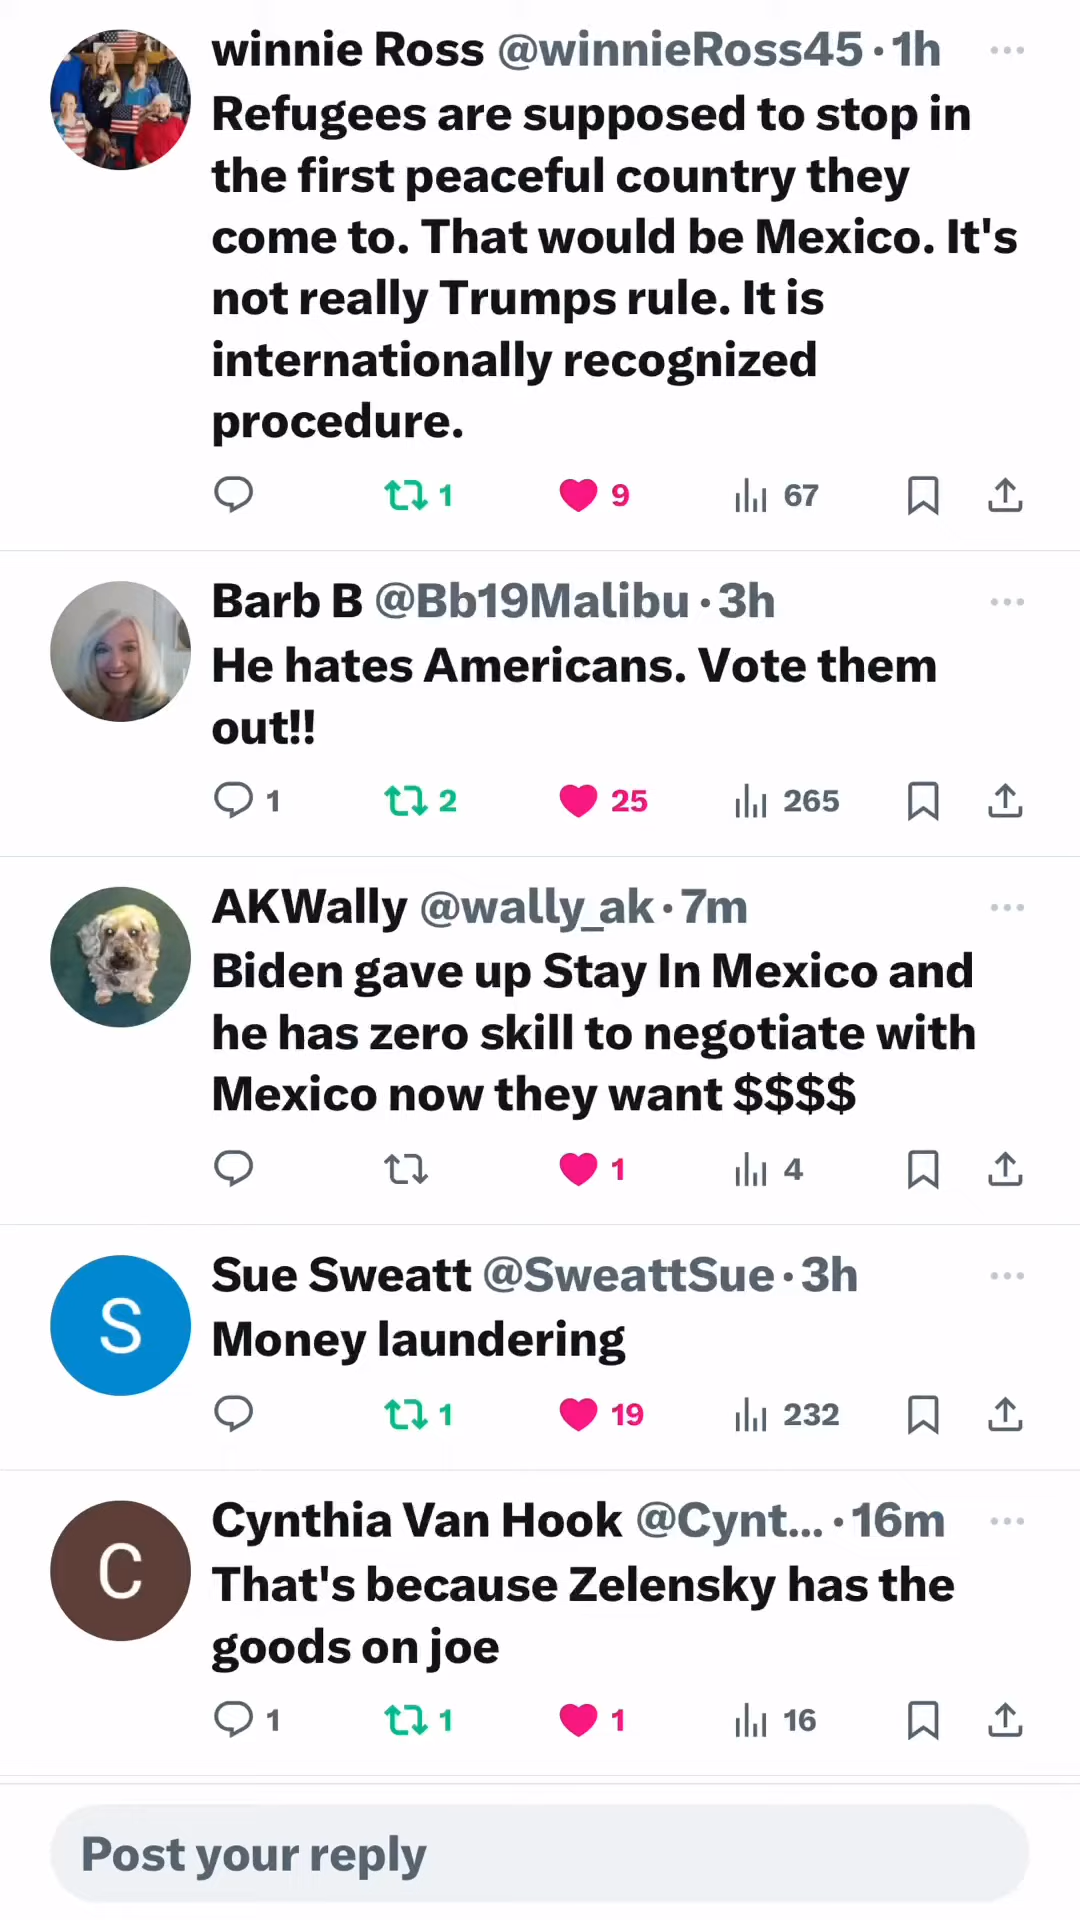 winnie Ross @winnieRoss45 · 1h
Refugees are supposed to stop in
the first peaceful country they
come to. That would be Mexico. It's
not really Trumps rule. It is
internationally recognized
procedure.
1 9 67
Barb B @Bb19Malibu · 3h
He hates Americans. Vote them
out!!
1 2 25 265
AKWally @wally_ak · 7m
Biden gave up Stay In Mexico and
he has zero skill to negotiate with
Mexico now they want $$$$
1 4
S
Sue Sweatt @SweattSue · 3h
Money laundering
1 19 232
C
Cynthia Van Hook @Cynt... · 16m
That's because Zelensky has the
goods on joe
1 1 1 16
Post your reply